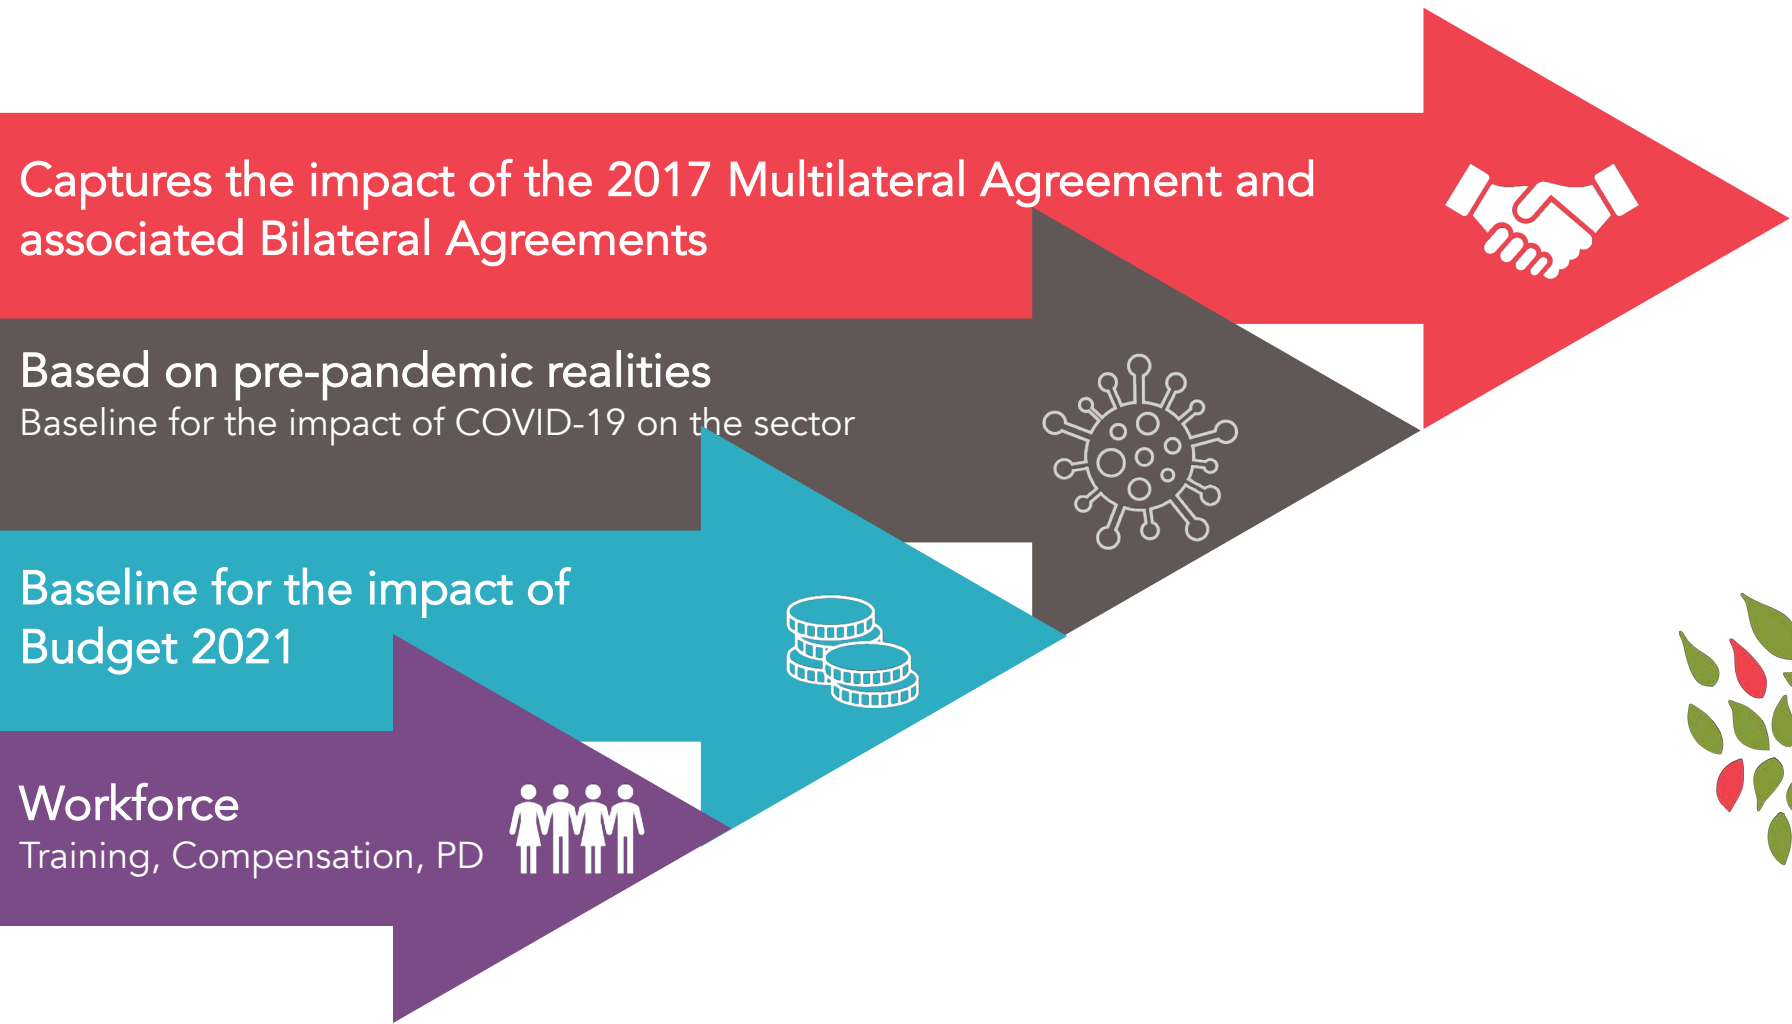 Captures the impact of the 2017 Multilateral Agreement and
associated Bilateral Agreements
Based on pre-pandemic realities
Baseline for the impact of COVID-19 on the sector
Baseline for the impact of
Budget 2021
Workforce
Training, Compensation, PD